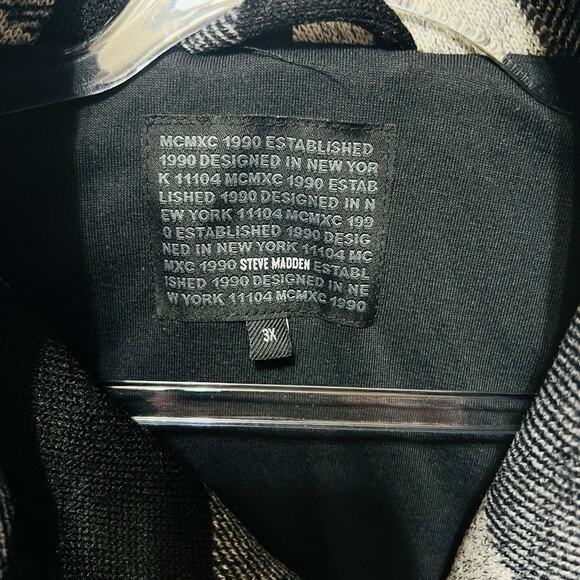 MCMXC 1990 ESTABLISHED
1990 DESIGNED IN NEW YOR
K 11104 MCMXC 1990 ESTAB
LISHED 1990 DESIGNED IN N
EW YORK 11104 MCMXC 199
0 ESTABLISHED 1990 DESIG
NED IN NEW YORK 11104 MC
MXC 1990 STEVE MADDEN ESTABL
ISHED 1990 DESIGNED IN NE
W YORK 11104 MCMXC 1990
3X